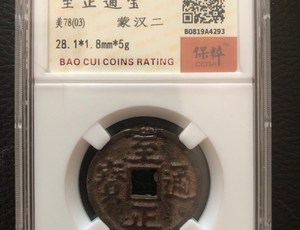 至正通宝
美78(03) 蒙汉二
28.1*1.8mm*5g
B0819A4293
保粹
BAO CUI COINS RATING
至
寶 通
正